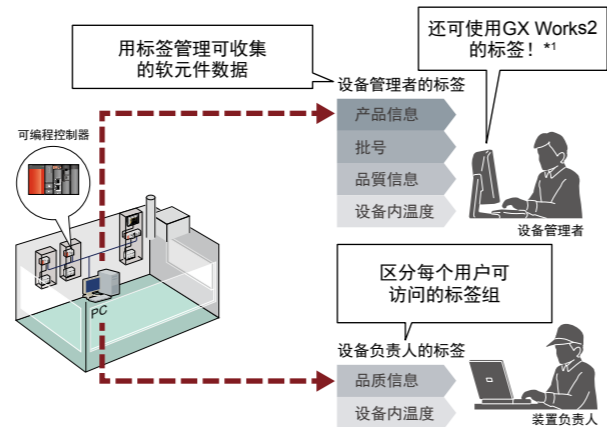 用标签管理可收集
的软元件数据
还可使用GX Works2
的标签！*1
设备管理者的标签
产品信息
批号
品質信息
设备内温度
设备管理者
可编程控制器
PC
区分每个用户可
访问的标签组
设备负责人的标签
品质信息
设备内温度
装置负责人